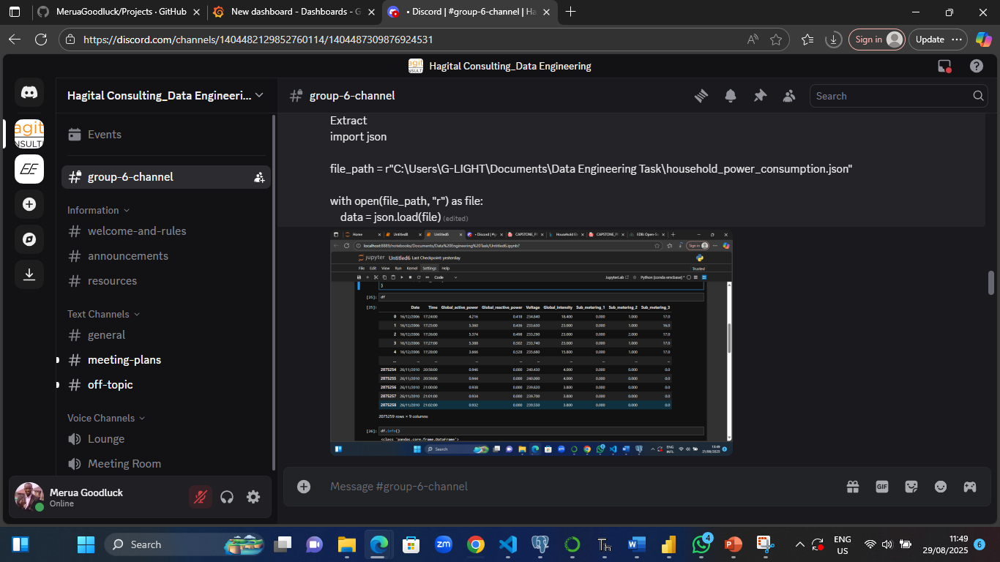 MeruaGoodluck/Projects · GitHub
New dashboard - Dashboards - G
• Discord | #group-6-channel | Ha
https://discord.com/channels/1404482129852760114/1404487309876924531
Sign in
Update
Hagital Consulting_Data Engineering
Hagital Consulting_Data Engineeri...
Events
group-6-channel
Information
welcome-and-rules
announcements
resources
Text Channels
general
meeting-plans
off-topic
Voice Channels
Lounge
Meeting Room
Merua Goodluck
Online
group-6-channel
Search
Extract
import json
file_path = r"C:\Users\G-LIGHT\Documents\Data Engineering Task\household_power_consumption.json"
with open(file_path, "r") as file:
data = json.load(file) (edited)
Home
Untitled8
Untitled6
localhost:8889/notebooks/Documents/Data%20Engineering%20Task/Untitled6.ipynb?
Sign in
jupyter Untitled6 Last Checkpoint: yesterday
File Edit View Run Kernel Settings Help
Trusted
Code
JupyterLab
Python [conda env:base] *
[25]: df
[25]:
Date Time Global_active_power Global_reactive_power Voltage Global_intensity Sub_metering_1 Sub_metering_2 Sub_metering_3
0 16/12/2006 17:24:00 4.216 0.418 234.840 18.400 0.000 1.000 17.0
1 16/12/2006 17:25:00 5.360 0.436 233.630 23.000 0.000 1.000 16.0
2 16/12/2006 17:26:00 5.374 0.498 233.290 23.000 0.000 2.000 17.0
3 16/12/2006 17:27:00 5.388 0.502 233.740 23.000 0.000 1.000 17.0
4 16/12/2006 17:28:00 3.666 0.528 235.680 15.800 0.000 1.000 17.0
... ... ... ... ... ... ... ... ... ...
2075254 26/11/2010 20:58:00 0.946 0.000 240.430 4.000 0.000 0.000 0.0
2075255 26/11/2010 20:59:00 0.944 0.000 240.000 4.000 0.000 0.000 0.0
2075256 26/11/2010 21:00:00 0.938 0.000 239.820 3.800 0.000 0.000 0.0
2075257 26/11/2010 21:01:00 0.934 0.000 239.700 3.800 0.000 0.000 0.0
2075258 26/11/2010 21:02:00 0.932 0.000 239.550 3.800 0.000 0.000 0.0
2075259 rows × 9 columns
[26]: df.info()
<class 'pandas.core.frame.DataFrame'>
Search
ENG
INTL
13:49
21/08/2025
Message #group-6-channel
GIF
Search
zm
4
ENG
US
11:49
29/08/2025
6